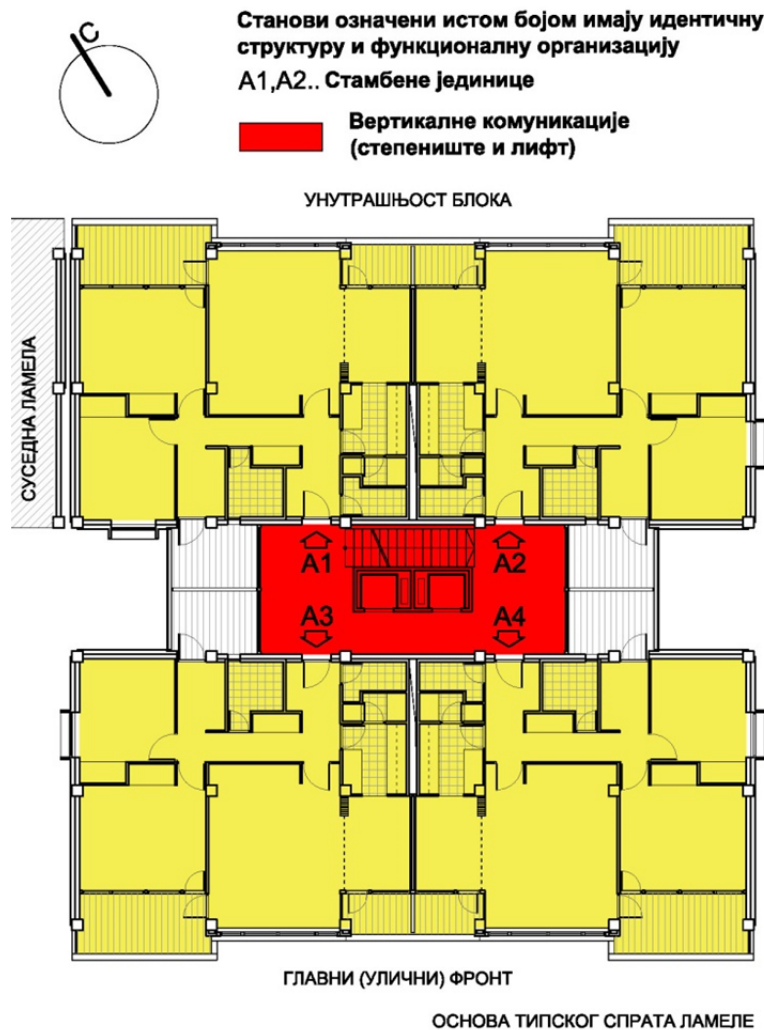 С
Станови означени истом бојом имају идентичну
структуру и функционалну организацију
А1,А2.. Стамбене јединице
Вертикалне комуникације
(степениште и лифт)
УНУТРАШЊОСТ БЛОКА
СУСЕДНА ЛАМЕЛА
А1
А2
А3
А4
ГЛАВНИ (УЛИЧНИ) ФРОНТ
ОСНОВА ТИПСКОГ СПРАТА ЛАМЕЛЕ